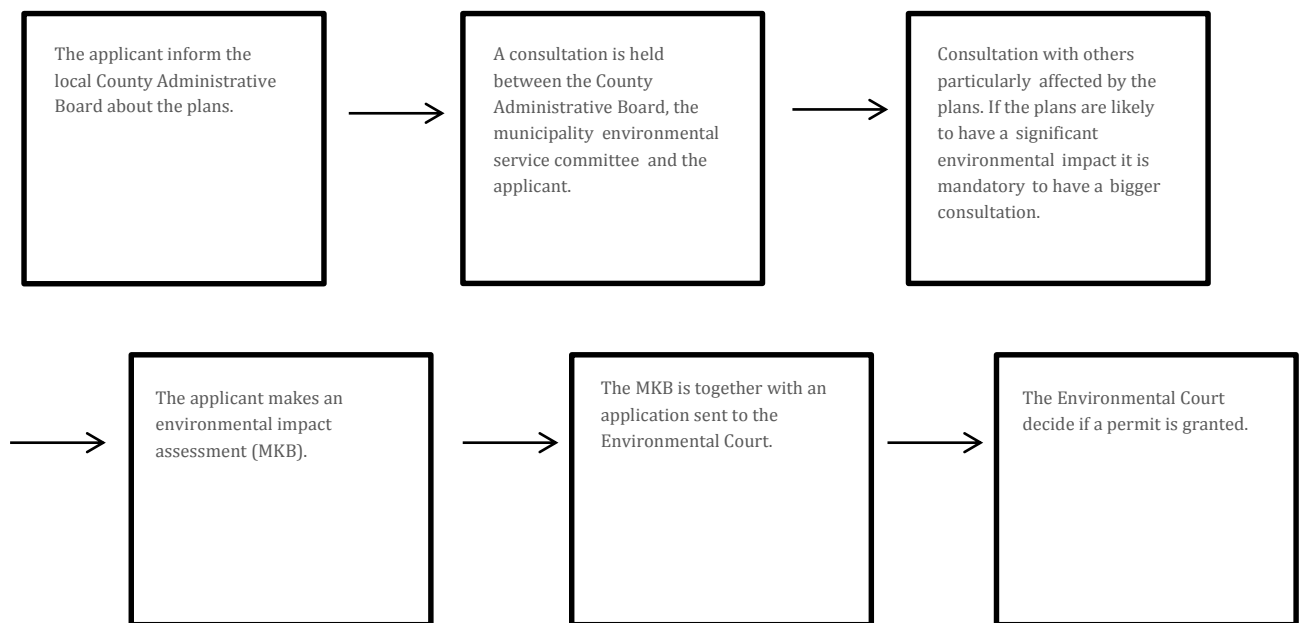 The applicant inform the
local County Administrative
Board about the plans.
A consultation is held
between the County
Administrative Board, the
municipality environmental
service committee and the
applicant.
Consultation with others
particularly affected by the
plans. If the plans are likely
to have a significant
environmental impact it is
mandatory to have a bigger
consultation.
The applicant makes an
environmental impact
assessment (MKB).
The MKB is together with an
application sent to the
Environmental Court.
The Environmental Court
decide if a permit is granted.